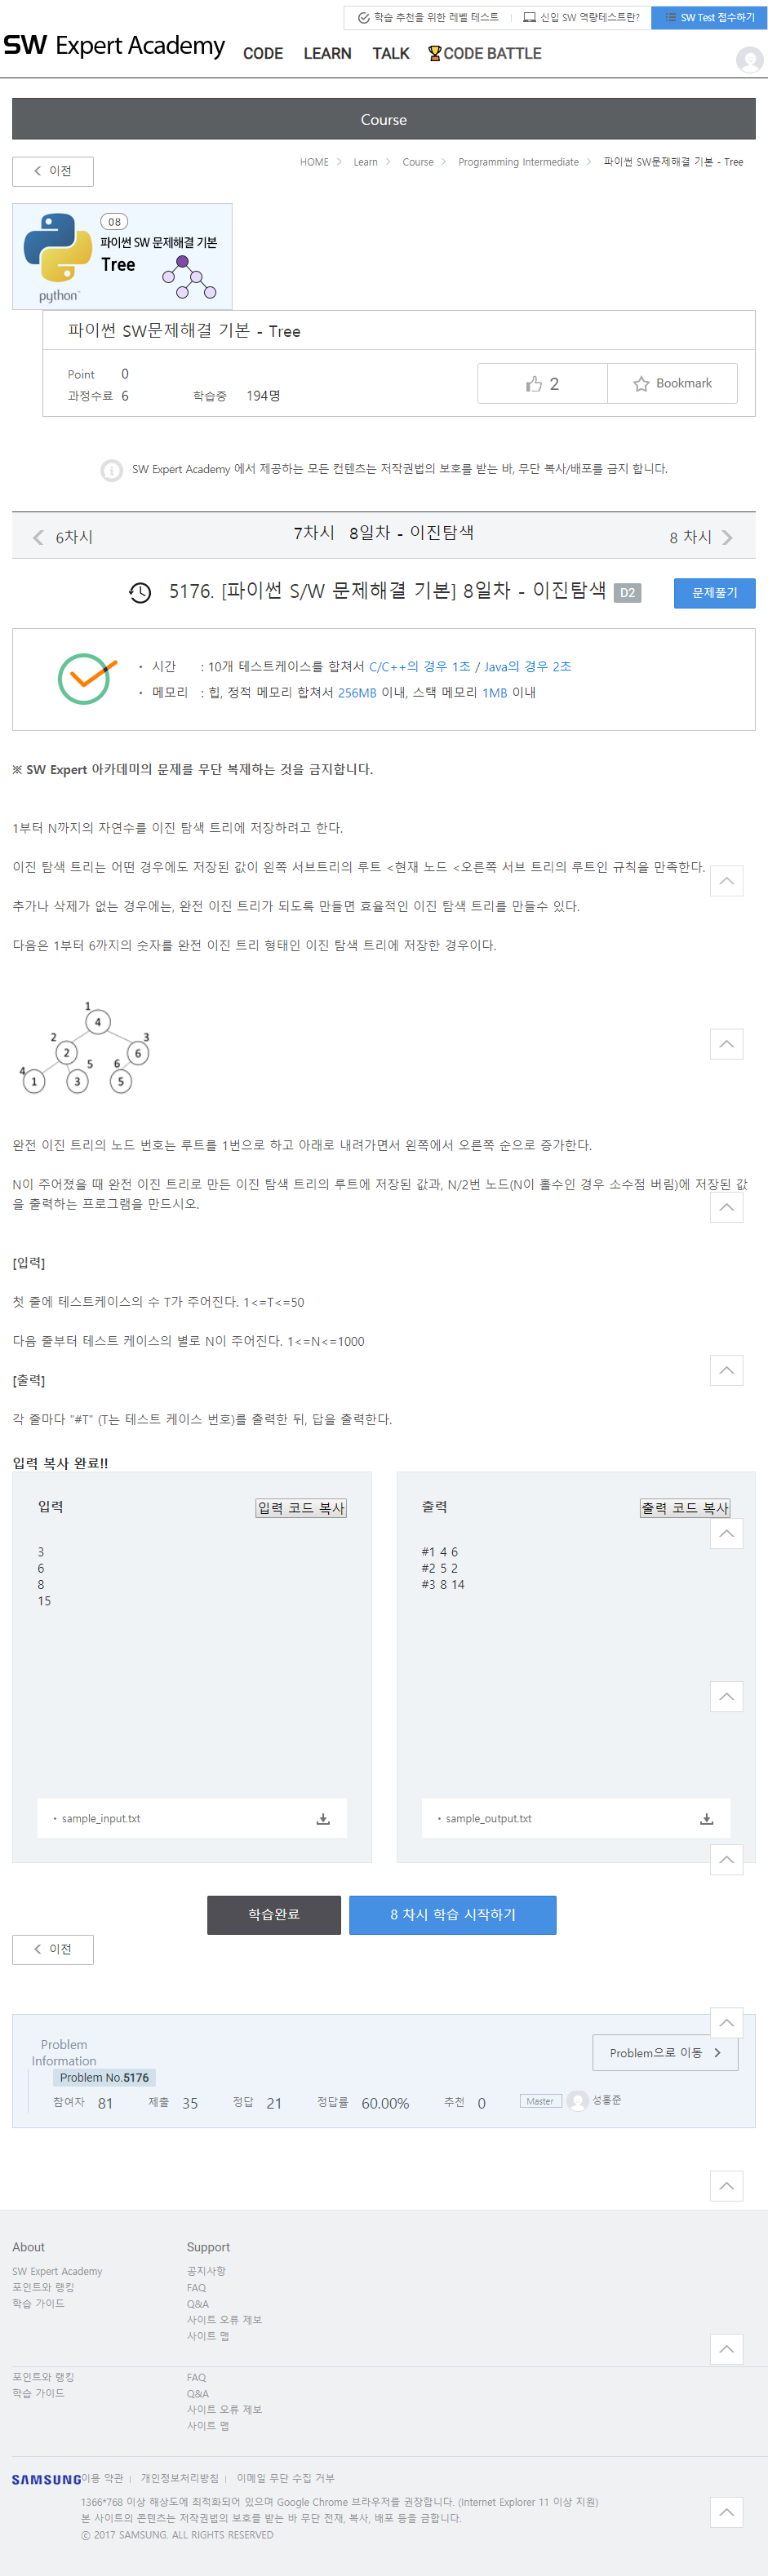 학습 추천을 위한 레벨 테스트 신입 SW 역량테스트란? SW Test 접수하기
SW Expert Academy CODE LEARN TALK CODE BATTLE
Course
이전
HOME Learn Course Programming Intermediate 파이썬 SW문제해결 기본 - Tree
08
파이썬 SW 문제해결 기본
Tree
python
파이썬 SW문제해결 기본 - Tree
Point 0
과정수료 6 학습중 194명
2 Bookmark
SW Expert Academy 에서 제공하는 모든 컨텐츠는 저작권법의 보호를 받는 바, 무단 복사/배포를 금지 합니다.
6차시 7차시 8일차 - 이진탐색 8 차시
5176. [파이썬 S/W 문제해결 기본] 8일차 - 이진탐색 D2 문제풀기
· 시간 : 10개 테스트케이스를 합쳐서 C/C++의 경우 1초 / Java의 경우 2초
· 메모리 : 힙, 정적 메모리 합쳐서 256MB 이내, 스택 메모리 1MB 이내
※ SW Expert 아카데미의 문제를 무단 복제하는 것을 금지합니다.
1부터 N까지의 자연수를 이진 탐색 트리에 저장하려고 한다.
이진 탐색 트리는 어떤 경우에도 저장된 값이 왼쪽 서브트리의 루트 <현재 노드 <오른쪽 서브 트리의 루트인 규칙을 만족한다.
추가나 삭제가 없는 경우에는, 완전 이진 트리가 되도록 만들면 효율적인 이진 탐색 트리를 만들수 있다.
다음은 1부터 6까지의 숫자를 완전 이진 트리 형태인 이진 탐색 트리에 저장한 경우이다.
1
4
2 3
2 6
4 5 6
1 3 5
완전 이진 트리의 노드 번호는 루트를 1번으로 하고 아래로 내려가면서 왼쪽에서 오른쪽 순으로 증가한다.
N이 주어졌을 때 완전 이진 트리로 만든 이진 탐색 트리의 루트에 저장된 값과, N/2번 노드(N이 홀수인 경우 소수점 버림)에 저장된 값
을 출력하는 프로그램을 만드시오.
[입력]
첫 줄에 테스트케이스의 수 T가 주어진다. 1<=T<=50
다음 줄부터 테스트 케이스의 별로 N이 주어진다. 1<=N<=1000
[출력]
각 줄마다 "#T" (T는 테스트 케이스 번호)를 출력한 뒤, 답을 출력한다.
입력 복사 완료!!
입력 입력 코드 복사
3
6
8
15
· sample_input.txt
출력 출력 코드 복사
#1 4 6
#2 5 2
#3 8 14
· sample_output.txt
학습완료 8 차시 학습 시작하기
이전
Problem
Information
Problem으로 이동
Problem No.5176
참여자 81 제출 35 정답 21 정답률 60.00% 추천 0 Master 성홍준
About Support
SW Expert Academy 공지사항
포인트와 랭킹 FAQ
학습 가이드 Q&A
사이트 오류 제보
사이트 맵
포인트와 랭킹 FAQ
학습 가이드 Q&A
사이트 오류 제보
사이트 맵
SAMSUNG 이용 약관 개인정보처리방침 이메일 무단 수집 거부
1366*768 이상 해상도에 최적화되어 있으며 Google Chrome 브라우저를 권장합니다. (Internet Explorer 11 이상 지원)
본 사이트의 콘텐츠는 저작권법의 보호를 받는 바 무단 전재, 복사, 배포 등을 금합니다.
ⓒ 2017 SAMSUNG. ALL RIGHTS RESERVED